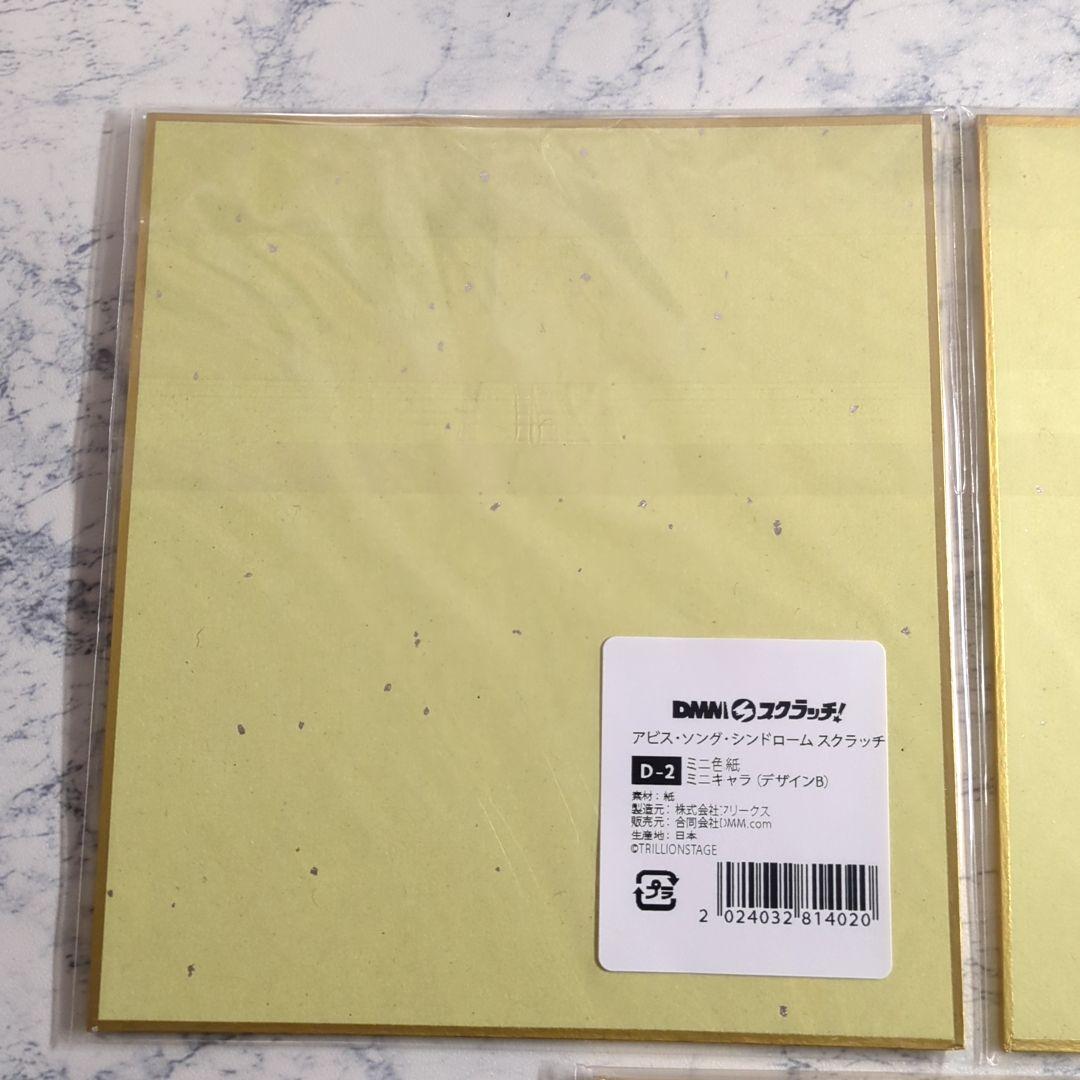 DMM スクラッチ!
アビス・ソング・シンドローム スクラッチ
D-2 ミニ色紙
ミニキャラ (デザインB)
素材:紙
製造元:株式会社フリークス
販売元:合同会社DMM.com
生産地:日本
©TRILLIONSTAGE
プラ
2 024032 814020